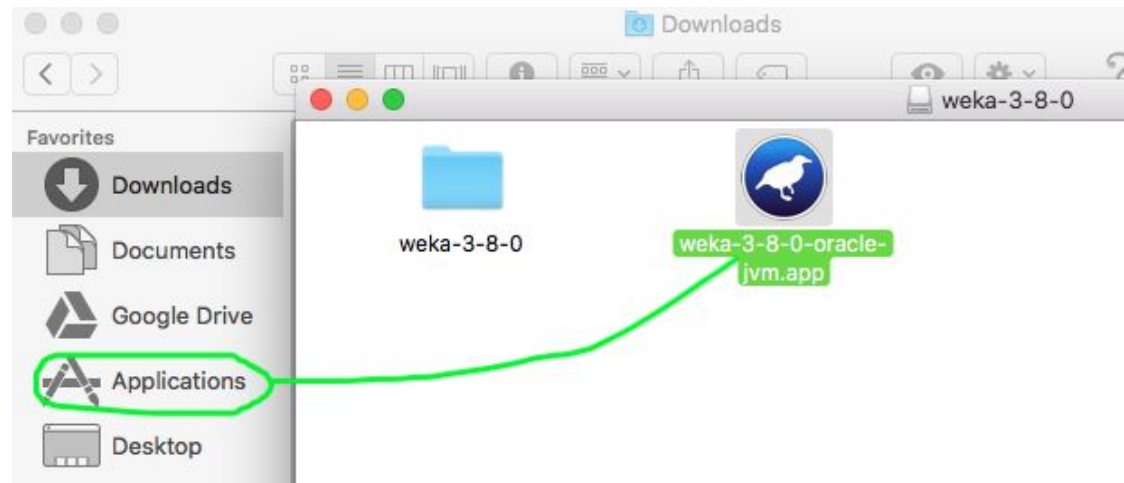 Downloads
weka-3-8-0
Favorites
Downloads
Documents
Google Drive
Applications
Desktop
weka-3-8-0
weka-3-8-0-oracle-
jvm.app